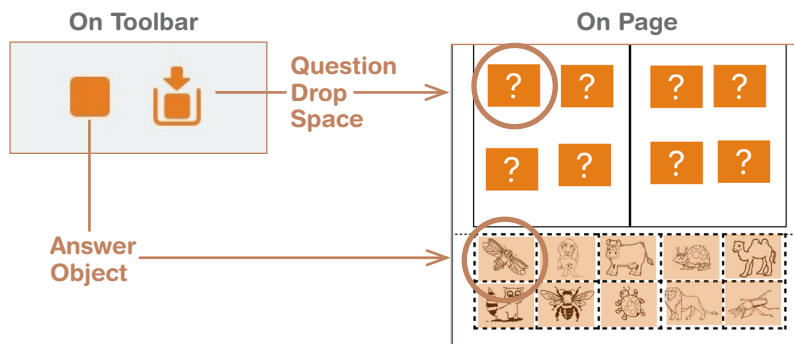 On Toolbar
On Page
Question
Drop
Space
? ? ? ?
? ? ? ?
Answer
Object